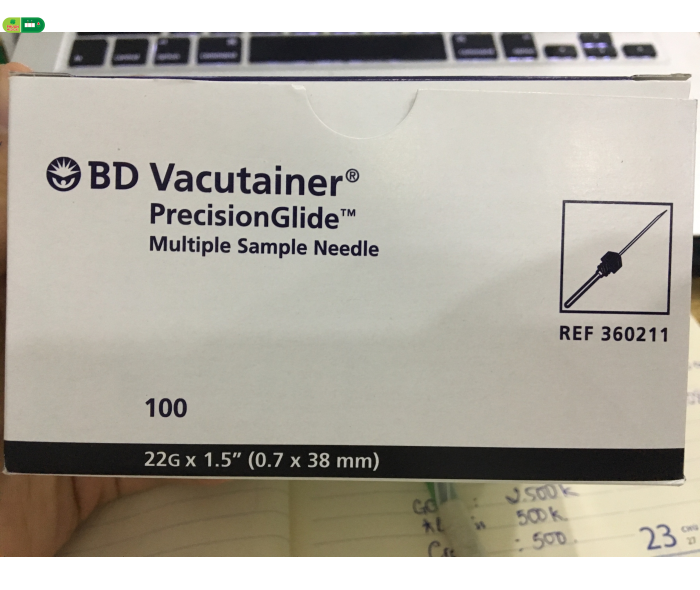 BD Vacutainer®
PrecisionGlide™
Multiple Sample Needle
REF 360211
100
22G x 1.5” (0.7 x 38 mm)
: 2.500k
500k
: 500
23